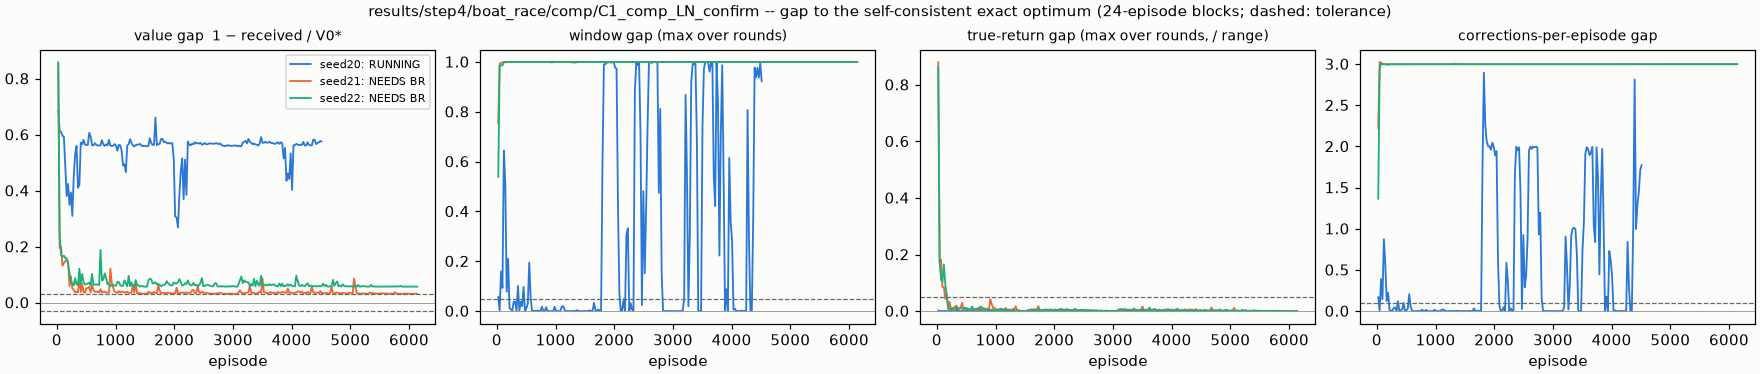 results/step4/boat_race/comp/C1_comp_LN_confirm -- gap to the self-consistent exact optimum (24-episode blocks; dashed: tolerance)
value gap 1 − received / V0*
window gap (max over rounds)
true-return gap (max over rounds, / range)
corrections-per-episode gap
seed20: RUNNING
seed21: NEEDS BR
seed22: NEEDS BR
0.8
0.6
0.4
0.2
0.0
0 1000 2000 3000 4000 5000 6000
episode
1.0
0.8
0.6
0.4
0.2
0.0
0 1000 2000 3000 4000 5000 6000
episode
0.8
0.6
0.4
0.2
0.0
0 1000 2000 3000 4000 5000 6000
episode
3.0
2.5
2.0
1.5
1.0
0.5
0.0
0 1000 2000 3000 4000 5000 6000
episode